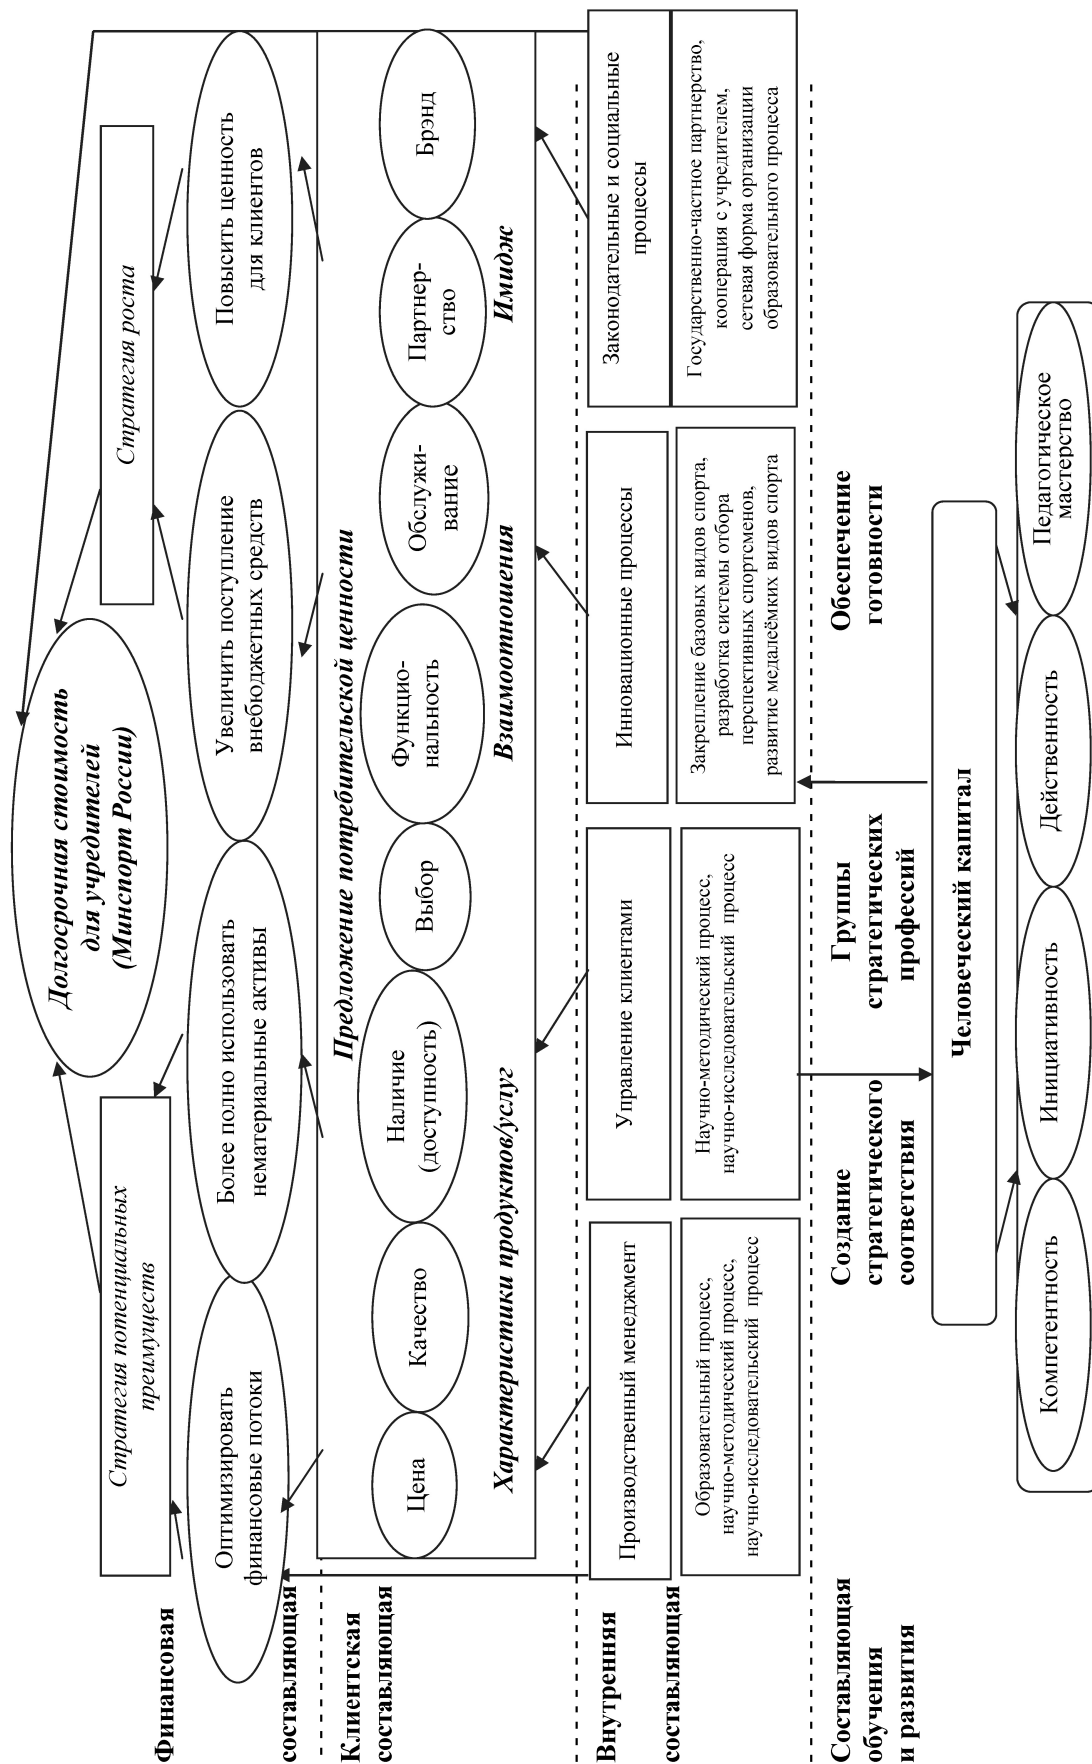 Долгосрочная стоимость
для учредителей
(Минспорт России)
Стратегия потенциальных
преимуществ
Стратегия роста
Финансовая
составляющая
Оптимизировать
финансовые потоки
Более полно использовать
нематериальные активы
Увеличить поступление
внебюджетных средств
Повысить ценность
для клиентов
Клиентская
составляющая
Предложение потребительской ценности
Цена
Качество
Наличие
(доступность)
Выбор
Функцио-
нальность
Обслужи-
вание
Партнер-
ство
Брэнд
Характеристики продуктов/услуг
Взаимоотношения
Имидж
Внутренняя
составляющая
Производственный менеджмент
Образовательный процесс,
научно-методический процесс,
научно-исследовательский процесс
Управление клиентами
Научно-методический процесс,
научно-исследовательский процесс
Инновационные процессы
Закрепление базовых видов спорта,
разработка системы отбора
перспективных спортсменов,
развитие медалеёмких видов спорта
Законодательные и социальные
процессы
Государственно-частное партнерство,
кооперация с учредителем,
сетевая форма организации
образовательного процесса
Составляющая
обучения
и развития
Создание
стратегического
соответствия
Группы
стратегических
профессий
Обеспечение
готовности
Человеческий капитал
Компетентность
Инициативность
Действенность
Педагогическое
мастерство